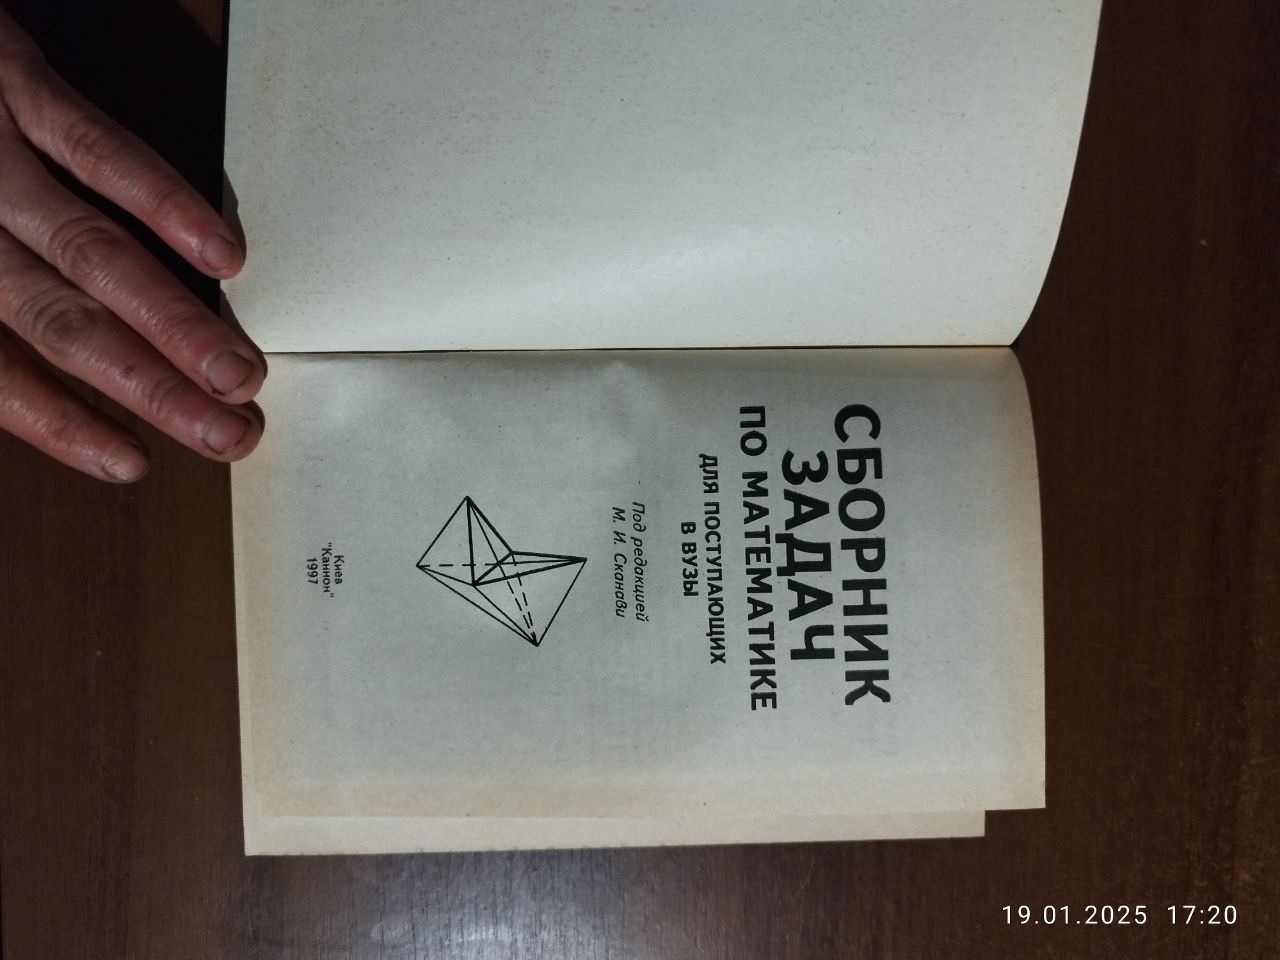 СБОРНИК
ЗАДАЧ
ПО МАТЕМАТИКЕ
ДЛЯ ПОСТУПАЮЩИХ
В ВУЗЫ
Под редакцией
М. И. Сканави
Киев
"Каннон"
1997
19.01.2025 17:20